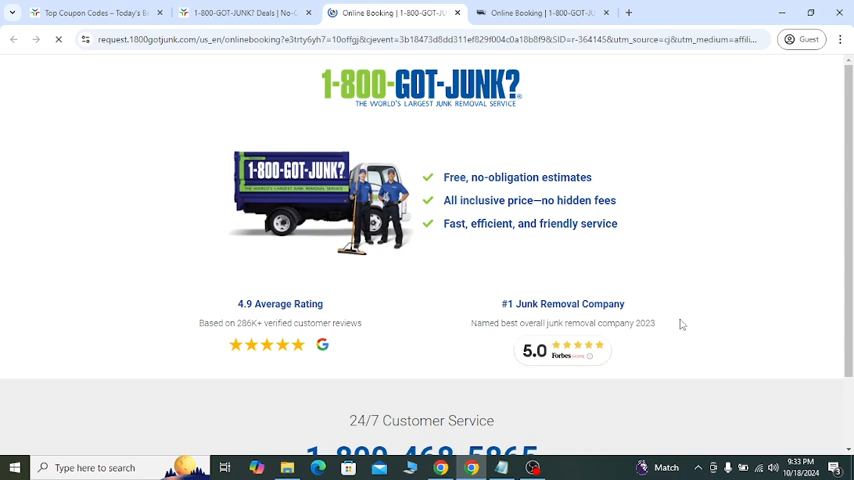 Top Coupon Codes – Today's Be
1-800-GOT-JUNK? Deals | No-C
Online Booking | 1-800-GOT-JU
Online Booking | 1-800-GOT-JU
request.1800gotjunk.com/us_en/onlinebooking?e3trty6yh7=10offgj&cjevent=3b18473d8dd311ef829f004c0a18b8f9&SID=r-364145&utm_source=cj&utm_medium=affili...
Guest
1-800-GOT-JUNK?
THE WORLD'S LARGEST JUNK REMOVAL SERVICE
1-800-GOT-JUNK?
THE WORLD'S LARGEST JUNK REMOVAL SERVICE
Free, no-obligation estimates
All inclusive price—no hidden fees
Fast, efficient, and friendly service
4.9 Average Rating
Based on 286K+ verified customer reviews
#1 Junk Removal Company
Named best overall junk removal company 2023
5.0
Forbes HOME
24/7 Customer Service
1-800-468-5865
Type here to search
Match
9:33 PM
10/18/2024
3